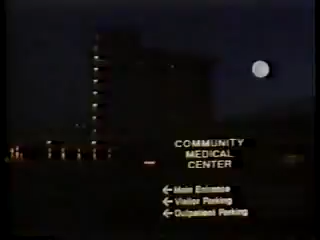 COMMUNITY
MEDICAL
CENTER
← Main Entrance
← Visitor Parking
← Outpatient Parking